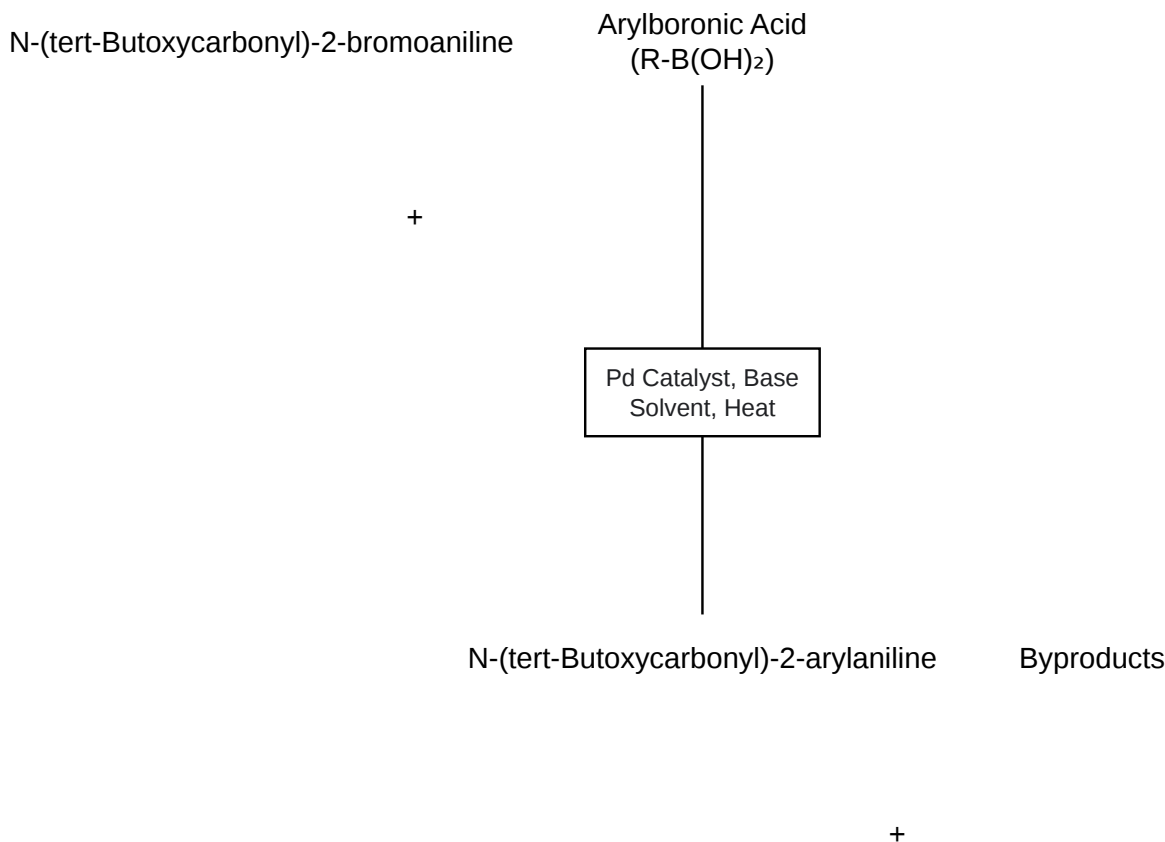 N-(tert-Butoxycarbonyl)-2-bromoaniline
Arylboronic Acid
(R-B(OH)₂)
+
Pd Catalyst, Base
Solvent, Heat
N-(tert-Butoxycarbonyl)-2-arylaniline
Byproducts
+